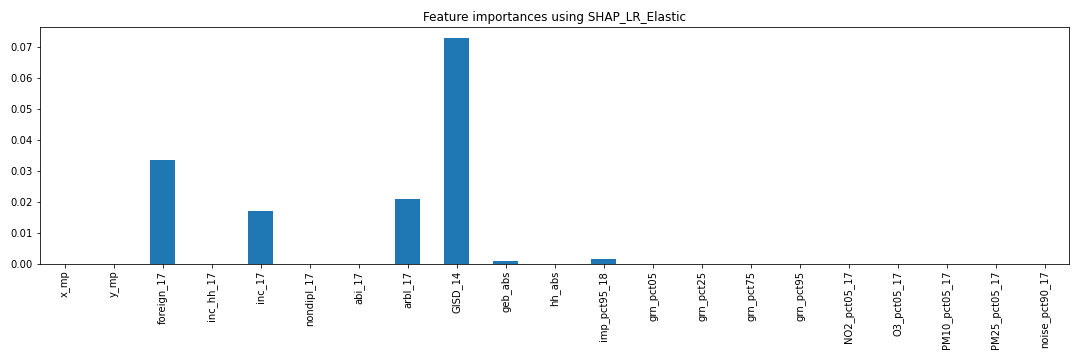 Feature importances using SHAP_LR_Elastic
0.07
0.06
0.05
0.04
0.03
0.02
0.01
0.00
x_mp
y_mp
foreign_17
inc_hh_17
inc_17
nondipl_17
abi_17
arbl_17
GISD_14
geb_abs
hh_abs
imp_pct95_18
grn_pct05
grn_pct25
grn_pct75
grn_pct95
NO2_pct05_17
O3_pct05_17
PM10_pct05_17
PM25_pct05_17
noise_pct90_17